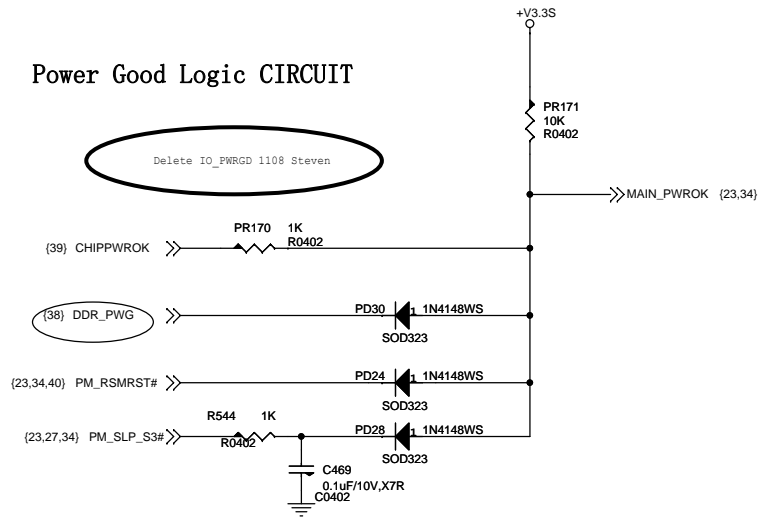 +V3.3S
Power Good Logic CIRCUIT
PR171
10K
R0402
Delete IO_PWRGD 1108 Steven
MAIN_PWROK {23,34}
PR170 1K
R0402
{39} CHIPPWROK
PD30 1 1N4148WS
{38} DDR_PWG
SOD323
PD24 1 1N4148WS
{23,34,40} PM_RSMRST#
SOD323
R544 1K
PD28 1 1N4148WS
{23,27,34} PM_SLP_S3#
R0402
SOD323
C469
0.1uF/10V,X7R
C0402